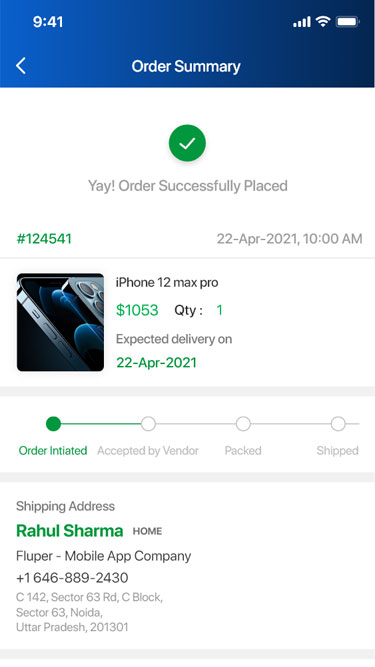 9:41
Order Summary
Yay! Order Successfully Placed
#124541 22-Apr-2021, 10:00 AM
iPhone 12 max pro
$1053 Qty : 1
Expected delivery on
22-Apr-2021
Order Intiated Accepted by Vendor Packed Shipped
Shipping Address
Rahul Sharma HOME
Fluper - Mobile App Company
+1 646-889-2430
C 142, Sector 63 Rd, C Block,
Sector 63, Noida,
Uttar Pradesh, 201301